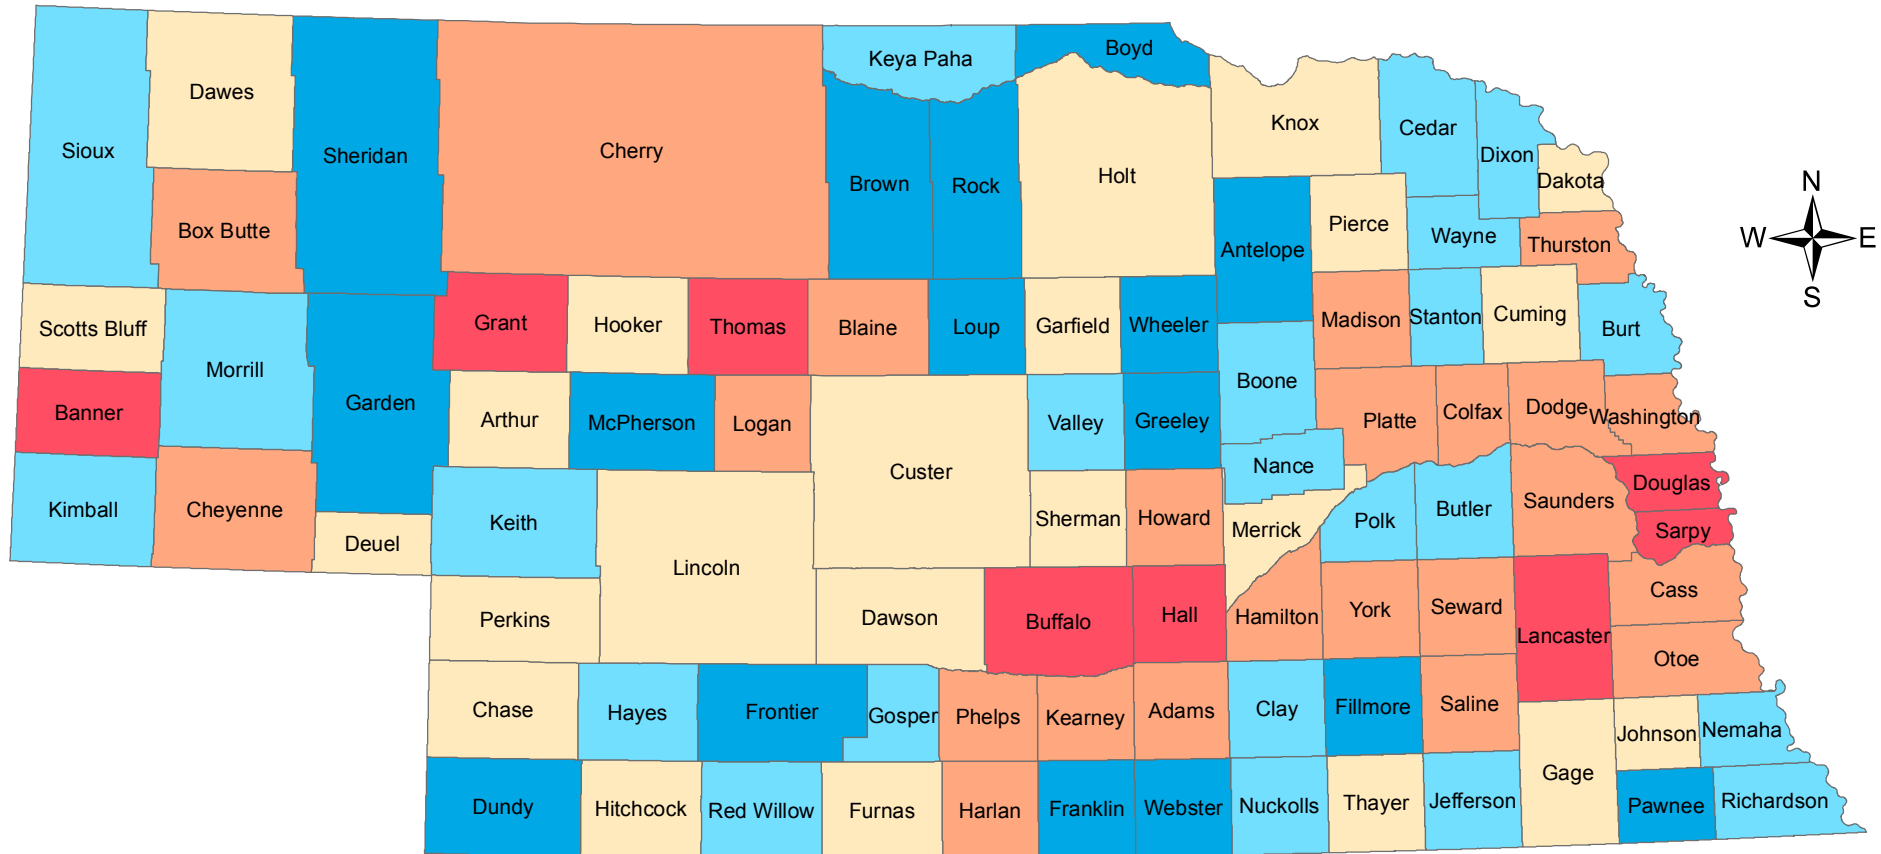 Boyd
Keya Paha
Dawes
Knox
Cedar
Sioux
Sheridan
Cherry
Dixon
Holt
Dakota
Brown
Rock
N
Box Butte
Pierce
Wayne
W
E
Antelope
Thurston
S
Scotts Bluff
Grant
Hooker
Thomas
Blaine
Loup
Garfield
Wheeler
Madison
Stanton
Cuming
Burt
Morrill
Boone
Banner
Garden
Arthur
McPherson
Logan
Valley
Greeley
Platte
Colfax
Dodge
Washington
Custer
Nance
Douglas
Kimball
Cheyenne
Keith
Sherman
Howard
Merrick
Polk
Butler
Saunders
Sarpy
Deuel
Lincoln
Perkins
Dawson
Buffalo
Hall
Hamilton
York
Seward
Cass
Lancaster
Otoe
Chase
Hayes
Frontier
Gosper
Phelps
Kearney
Adams
Clay
Fillmore
Saline
Johnson
Nemaha
Gage
Dundy
Hitchcock
Red Willow
Furnas
Harlan
Franklin
Webster
Nuckolls
Thayer
Jefferson
Pawnee
Richardson